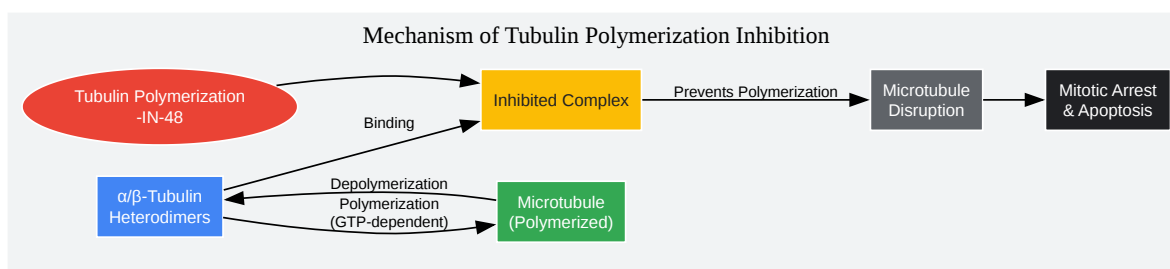 Mechanism of Tubulin Polymerization Inhibition
Tubulin Polymerization
-IN-48
Inhibited Complex
Prevents Polymerization
Microtubule
Disruption
Mitotic Arrest
& Apoptosis
Binding
α/β-Tubulin
Heterodimers
Depolymerization
Polymerization
(GTP-dependent)
Microtubule
(Polymerized)